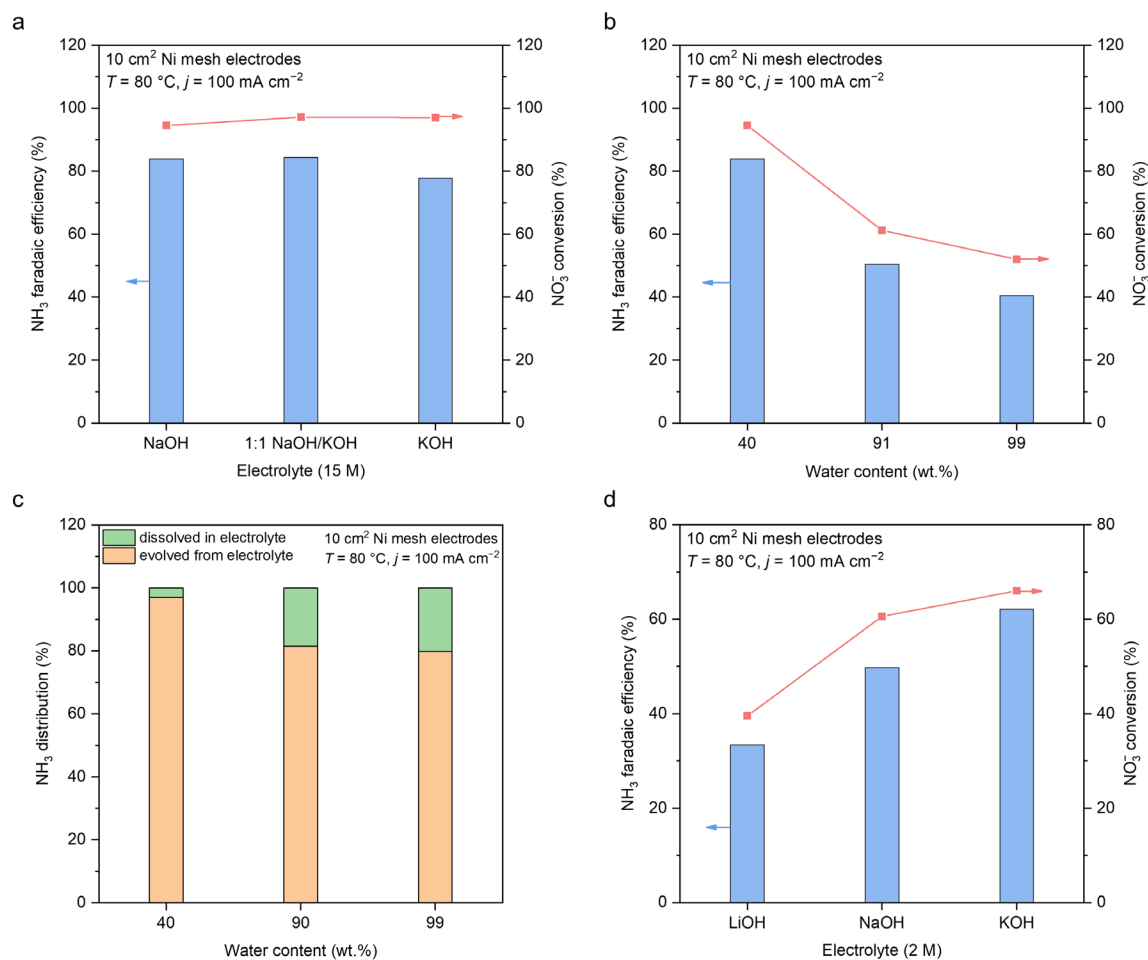 a
10 cm² Ni mesh electrodes
T = 80 °C, j = 100 mA cm⁻²
NH₃ faradaic efficiency (%)
0
20
40
60
80
100
120
NO₃⁻ conversion (%)
0
20
40
60
80
100
120
NaOH
1:1 NaOH/KOH
KOH
Electrolyte (15 M)
b
10 cm² Ni mesh electrodes
T = 80 °C, j = 100 mA cm⁻²
NH₃ faradaic efficiency (%)
0
20
40
60
80
100
120
NO₃⁻ conversion (%)
0
20
40
60
80
100
120
40
91
99
Water content (wt.%)
c
dissolved in electrolyte
evolved from electrolyte
10 cm² Ni mesh electrodes
T = 80 °C, j = 100 mA cm⁻²
NH₃ distribution (%)
0
20
40
60
80
100
120
40
90
99
Water content (wt.%)
d
10 cm² Ni mesh electrodes
T = 80 °C, j = 100 mA cm⁻²
NH₃ faradaic efficiency (%)
0
20
40
60
80
NO₃⁻ conversion (%)
0
20
40
60
80
LiOH
NaOH
KOH
Electrolyte (2 M)